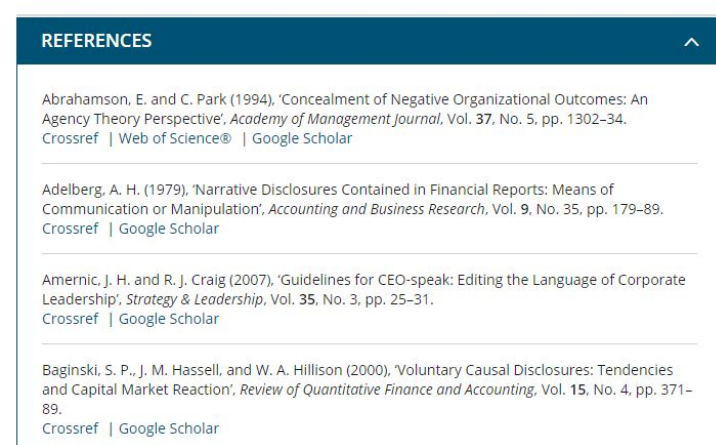 REFERENCES
Abrahamson, E. and C. Park (1994), ‘Concealment of Negative Organizational Outcomes: An
Agency Theory Perspective’, Academy of Management Journal, Vol. 37, No. 5, pp. 1302–34.
Crossref | Web of Science® | Google Scholar
Adelberg, A. H. (1979), ‘Narrative Disclosures Contained in Financial Reports: Means of
Communication or Manipulation’, Accounting and Business Research, Vol. 9, No. 35, pp. 179–89.
Crossref | Google Scholar
Amernic, J. H. and R. J. Craig (2007), ‘Guidelines for CEO-speak: Editing the Language of Corporate
Leadership’, Strategy & Leadership, Vol. 35, No. 3, pp. 25–31.
Crossref | Google Scholar
Baginski, S. P., J. M. Hassell, and W. A. Hillison (2000), ‘Voluntary Causal Disclosures: Tendencies
and Capital Market Reaction’, Review of Quantitative Finance and Accounting, Vol. 15, No. 4, pp. 371–
89.
Crossref | Google Scholar